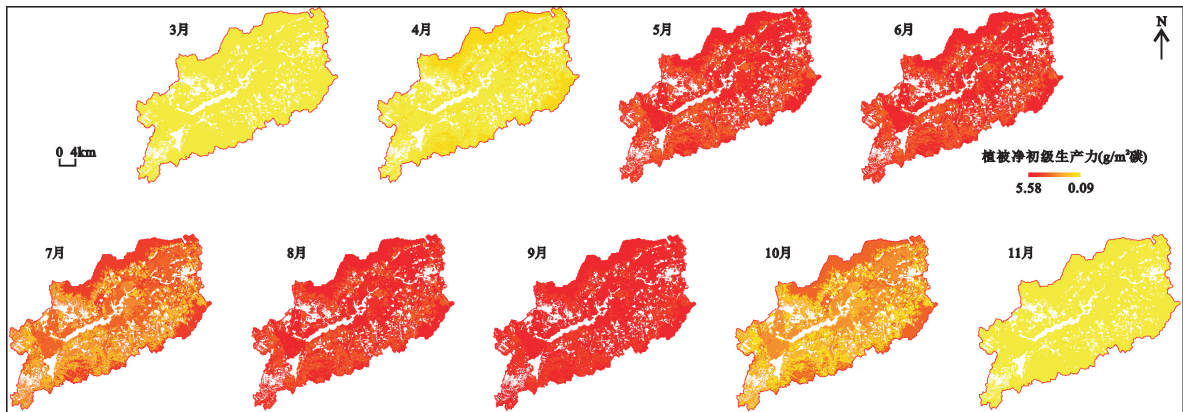 3月
4月
5月
6月
N
0 4km
植被净初级生产力(g/m²碳)
5.58 0.09
7月
8月
9月
10月
11月